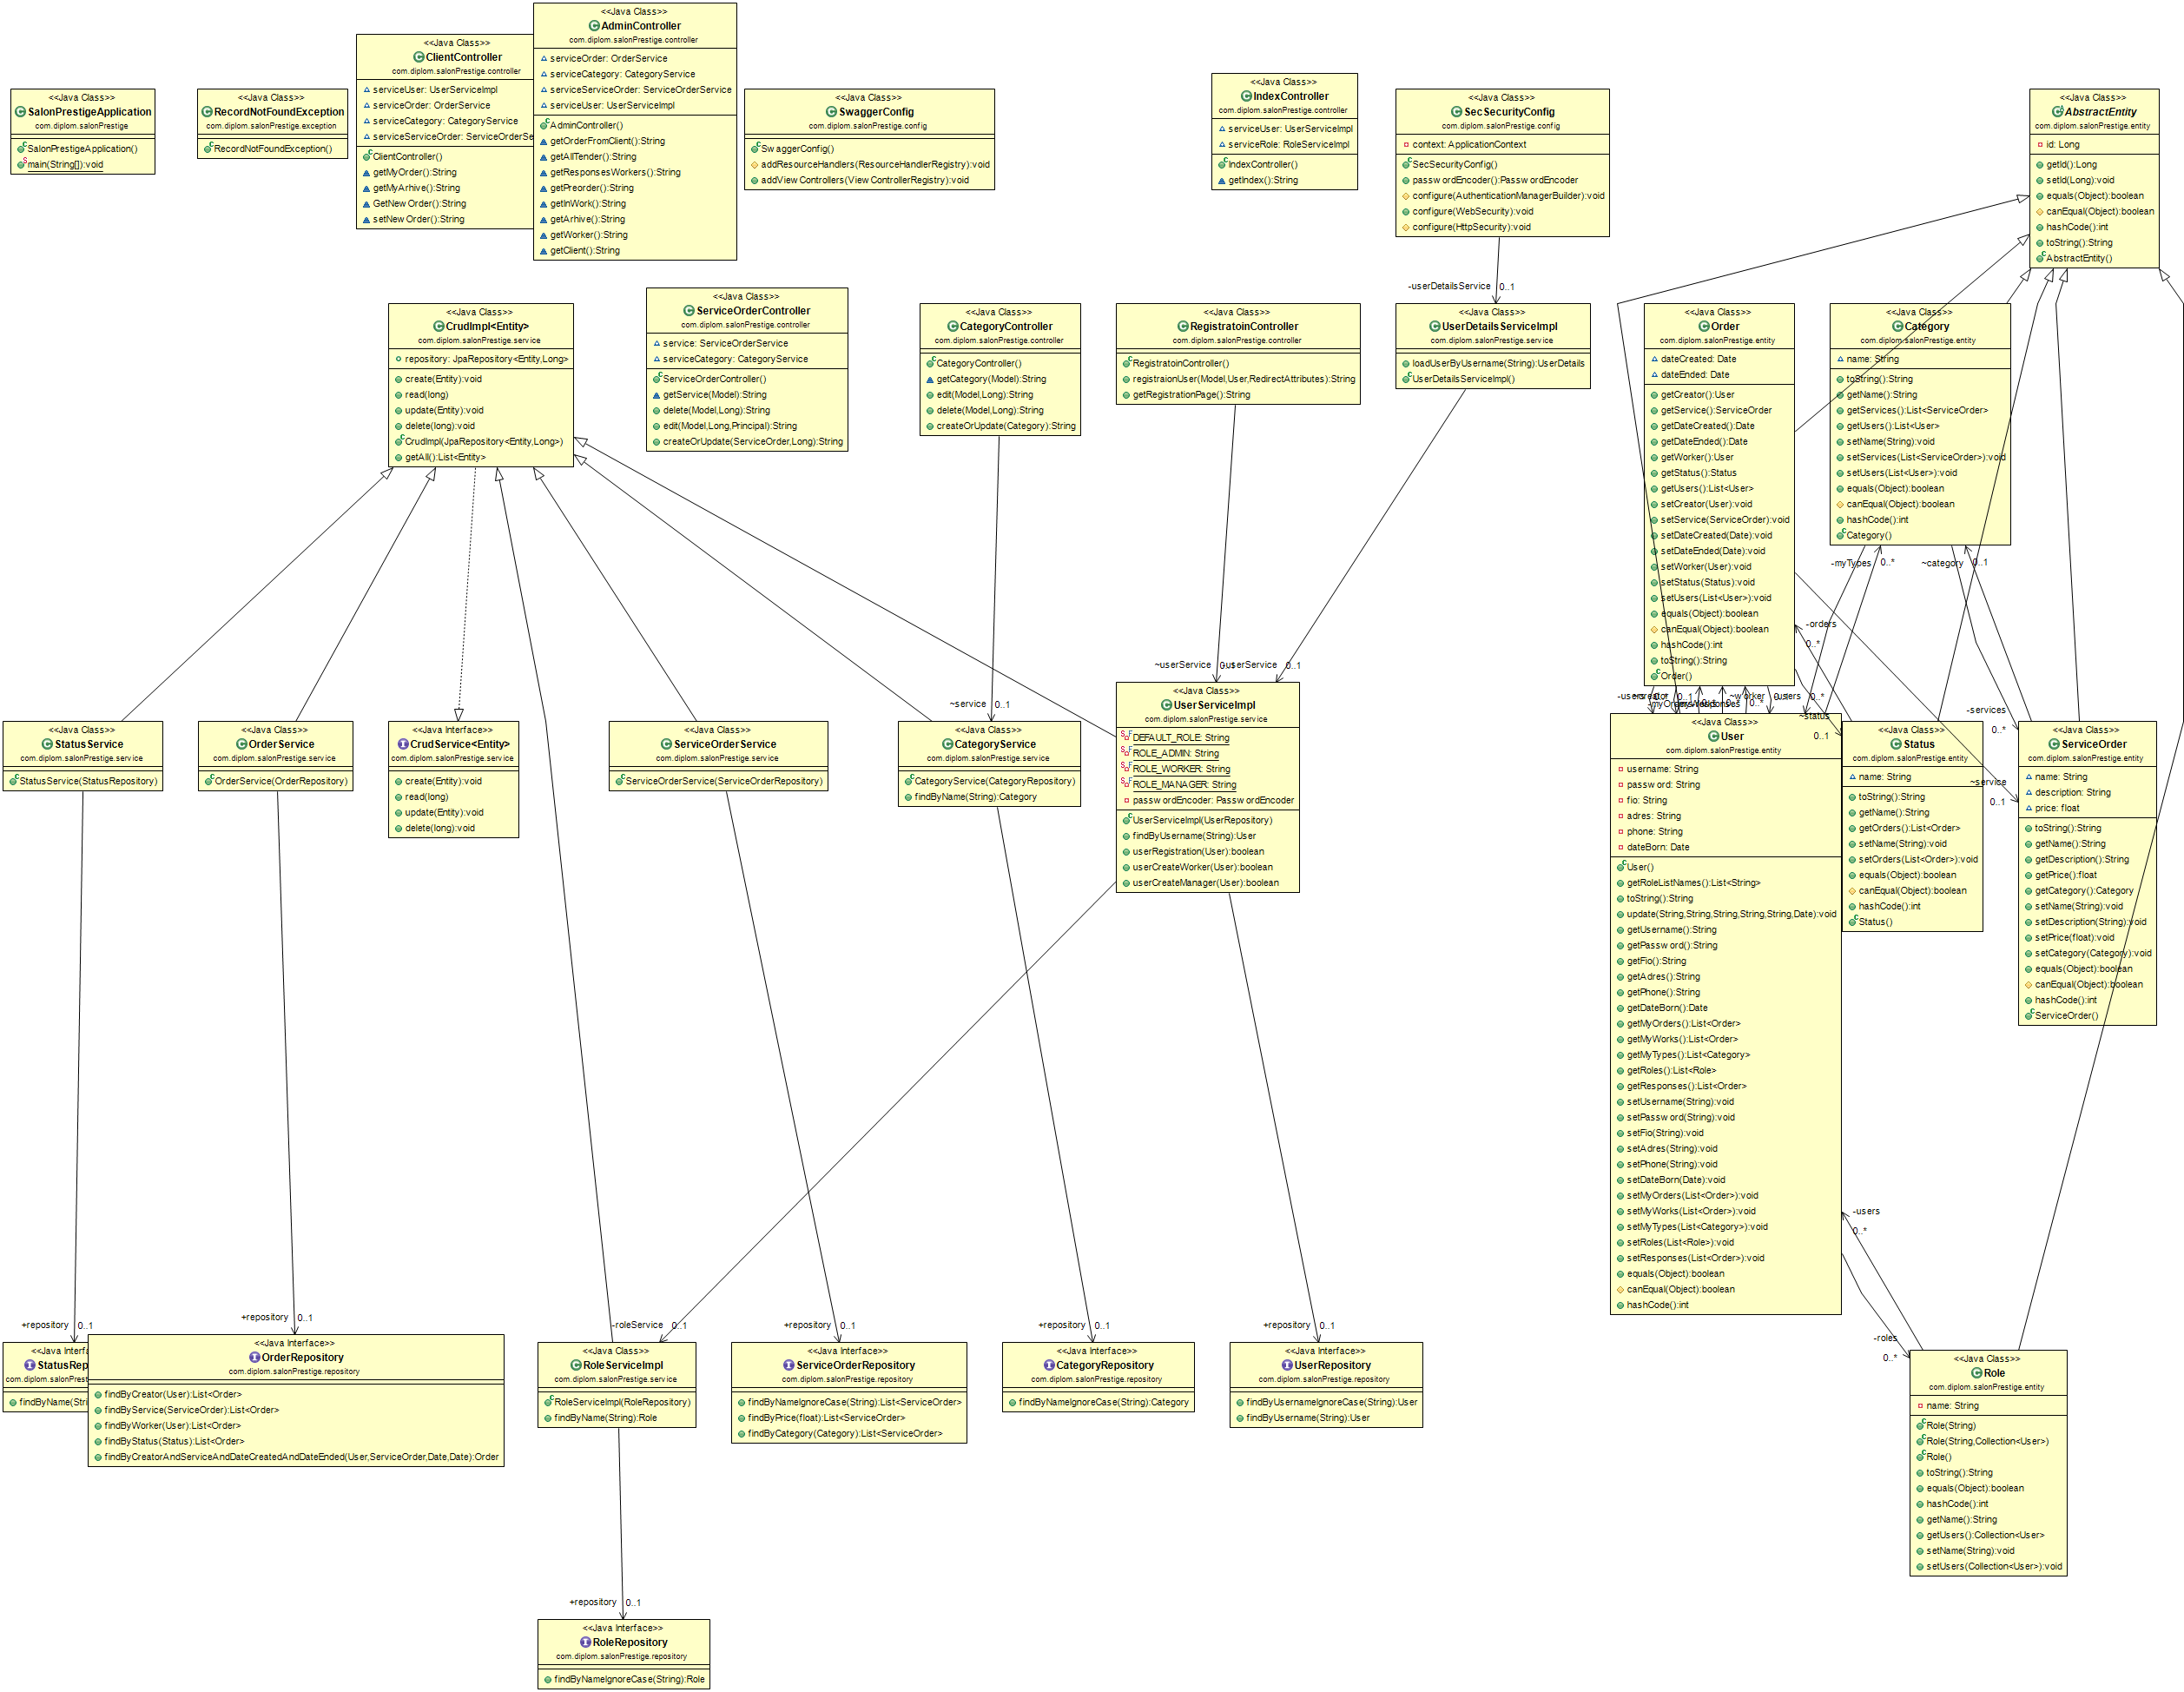 <<Java Class>>
SalonPrestigeApplication
com.diplom.salonPrestige
SalonPrestigeApplication()
main(String[]):void
<<Java Class>>
RecordNotFoundException
com.diplom.salonPrestige.exception
RecordNotFoundException()
<<Java Class>>
ClientController
com.diplom.salonPrestige.controller
serviceUser: UserServiceImpl
serviceOrder: OrderService
serviceCategory: CategoryService
serviceServiceOrder: ServiceOrderSe
ClientController()
getMyOrder():String
getMyArhive():String
GetNewOrder():String
setNewOrder():String
<<Java Class>>
AdminController
com.diplom.salonPrestige.controller
serviceOrder: OrderService
serviceCategory: CategoryService
serviceServiceOrder: ServiceOrderService
serviceUser: UserServiceImpl
AdminController()
getOrderFromClient():String
getAllTender():String
getResponsesWorkers():String
getPreorder():String
getInWork():String
getArhive():String
getWorker():String
getClient():String
<<Java Class>>
SwaggerConfig
com.diplom.salonPrestige.config
SwaggerConfig()
addResourceHandlers(ResourceHandlerRegistry):void
addViewControllers(ViewControllerRegistry):void
<<Java Class>>
IndexController
com.diplom.salonPrestige.controller
serviceUser: UserServiceImpl
serviceRole: RoleServiceImpl
IndexController()
getIndex():String
<<Java Class>>
SecSecurityConfig
com.diplom.salonPrestige.config
context: ApplicationContext
SecSecurityConfig()
passwordEncoder():PasswordEncoder
configure(AuthenticationManagerBuilder):void
configure(WebSecurity):void
configure(HttpSecurity):void
<<Java Class>>
AbstractEntity
com.diplom.salonPrestige.entity
id: Long
getId():Long
setId(Long):void
equals(Object):boolean
canEqual(Object):boolean
hashCode():int
toString():String
AbstractEntity()
-userDetailsService 0..1
<<Java Class>>
CrudImpl<Entity>
com.diplom.salonPrestige.service
repository: JpaRepository<Entity,Long>
create(Entity):void
read(long)
update(Entity):void
delete(long):void
CrudImpl(JpaRepository<Entity,Long>)
getAll():List<Entity>
<<Java Class>>
ServiceOrderController
com.diplom.salonPrestige.controller
service: ServiceOrderService
serviceCategory: CategoryService
ServiceOrderController()
getService(Model):String
delete(Model,Long):String
edit(Model,Long,Principal):String
createOrUpdate(ServiceOrder,Long):String
<<Java Class>>
CategoryController
com.diplom.salonPrestige.controller
CategoryController()
getCategory(Model):String
edit(Model,Long):String
delete(Model,Long):String
createOrUpdate(Category):String
<<Java Class>>
RegistratoinController
com.diplom.salonPrestige.controller
RegistratoinController()
registraionUser(Model,User,RedirectAttributes):String
getRegistrationPage():String
<<Java Class>>
UserDetailsServiceImpl
com.diplom.salonPrestige.service
loadUserByUsername(String):UserDetails
UserDetailsServiceImpl()
<<Java Class>>
Order
com.diplom.salonPrestige.entity
dateCreated: Date
dateEnded: Date
getCreator():User
getService():ServiceOrder
getDateCreated():Date
getDateEnded():Date
getWorker():User
getStatus():Status
getUsers():List<User>
setCreator(User):void
setService(ServiceOrder):void
setDateCreated(Date):void
setDateEnded(Date):void
setWorker(User):void
setStatus(Status):void
setUsers(List<User>):void
equals(Object):boolean
canEqual(Object):boolean
hashCode():int
toString():String
Order()
<<Java Class>>
Category
com.diplom.salonPrestige.entity
name: String
toString():String
getName():String
getServices():List<ServiceOrder>
getUsers():List<User>
setName(String):void
setServices(List<ServiceOrder>):void
setUsers(List<User>):void
equals(Object):boolean
canEqual(Object):boolean
hashCode():int
Category()
-myTypes 0..*
~category 0..1
-orders
0..*
~userService
-userService 0..1
~service 0..1
~worker
0..*
~status
0..1
-services
0..*
~service
0..1
<<Java Class>>
StatusService
com.diplom.salonPrestige.service
StatusService(StatusRepository)
<<Java Class>>
OrderService
com.diplom.salonPrestige.service
OrderService(OrderRepository)
<<Java Interface>>
CrudService<Entity>
com.diplom.salonPrestige.service
create(Entity):void
read(long)
update(Entity):void
delete(long):void
<<Java Class>>
ServiceOrderService
com.diplom.salonPrestige.service
ServiceOrderService(ServiceOrderRepository)
<<Java Class>>
CategoryService
com.diplom.salonPrestige.service
CategoryService(CategoryRepository)
findByName(String):Category
<<Java Class>>
UserServiceImpl
com.diplom.salonPrestige.service
DEFAULT_ROLE: String
ROLE_ADMIN: String
ROLE_WORKER: String
ROLE_MANAGER: String
passwordEncoder: PasswordEncoder
UserServiceImpl(UserRepository)
findByUsername(String):User
userRegistration(User):boolean
userCreateWorker(User):boolean
userCreateManager(User):boolean
<<Java Class>>
User
com.diplom.salonPrestige.entity
username: String
password: String
fio: String
adres: String
phone: String
dateBorn: Date
User()
getRoleListNames():List<String>
toString():String
update(String,String,String,String,String,Date):void
getUsername():String
getPassword():String
getFio():String
getAdres():String
getPhone():String
getDateBorn():Date
getMyOrders():List<Order>
getMyWorks():List<Order>
getMyTypes():List<Category>
getRoles():List<Role>
getResponses():List<Order>
setUsername(String):void
setPassword(String):void
setFio(String):void
setAdres(String):void
setPhone(String):void
setDateBorn(Date):void
setMyOrders(List<Order>):void
setMyWorks(List<Order>):void
setMyTypes(List<Category>):void
setRoles(List<Role>):void
setResponses(List<Order>):void
equals(Object):boolean
canEqual(Object):boolean
hashCode():int
<<Java Class>>
Status
com.diplom.salonPrestige.entity
name: String
toString():String
getName():String
getOrders():List<Order>
setName(String):void
setOrders(List<Order>):void
equals(Object):boolean
canEqual(Object):boolean
hashCode():int
Status()
<<Java Class>>
ServiceOrder
com.diplom.salonPrestige.entity
name: String
description: String
price: float
toString():String
getName():String
getDescription():String
getPrice():float
getCategory():Category
setName(String):void
setDescription(String):void
setPrice(float):void
setCategory(Category):void
equals(Object):boolean
canEqual(Object):boolean
hashCode():int
ServiceOrder()
-users
0..*
-roles
0..*
+repository 0..1
+repository 0..1
-roleService 0..1
+repository 0..1
+repository 0..1
+repository 0..1
<<Java Interf
StatusRep
com.diplom.salonPrest
findByName(Stri
<<Java Interface>>
OrderRepository
com.diplom.salonPrestige.repository
findByCreator(User):List<Order>
findByService(ServiceOrder):List<Order>
findByWorker(User):List<Order>
findByStatus(Status):List<Order>
findByCreatorAndServiceAndDateCreatedAndDateEnded(User,ServiceOrder,Date,Date):Order
<<Java Class>>
RoleServiceImpl
com.diplom.salonPrestige.service
RoleServiceImpl(RoleRepository)
findByName(String):Role
<<Java Interface>>
ServiceOrderRepository
com.diplom.salonPrestige.repository
findByNameIgnoreCase(String):List<ServiceOrder>
findByPrice(float):List<ServiceOrder>
findByCategory(Category):List<ServiceOrder>
<<Java Interface>>
CategoryRepository
com.diplom.salonPrestige.repository
findByNameIgnoreCase(String):Category
<<Java Interface>>
UserRepository
com.diplom.salonPrestige.repository
findByUsernameIgnoreCase(String):User
findByUsername(String):User
<<Java Class>>
Role
com.diplom.salonPrestige.entity
name: String
Role(String)
Role(String,Collection<User>)
Role()
toString():String
equals(Object):boolean
hashCode():int
getName():String
getUsers():Collection<User>
setName(String):void
setUsers(Collection<User>):void
+repository 0..1
<<Java Interface>>
RoleRepository
com.diplom.salonPrestige.repository
findByNameIgnoreCase(String):Role